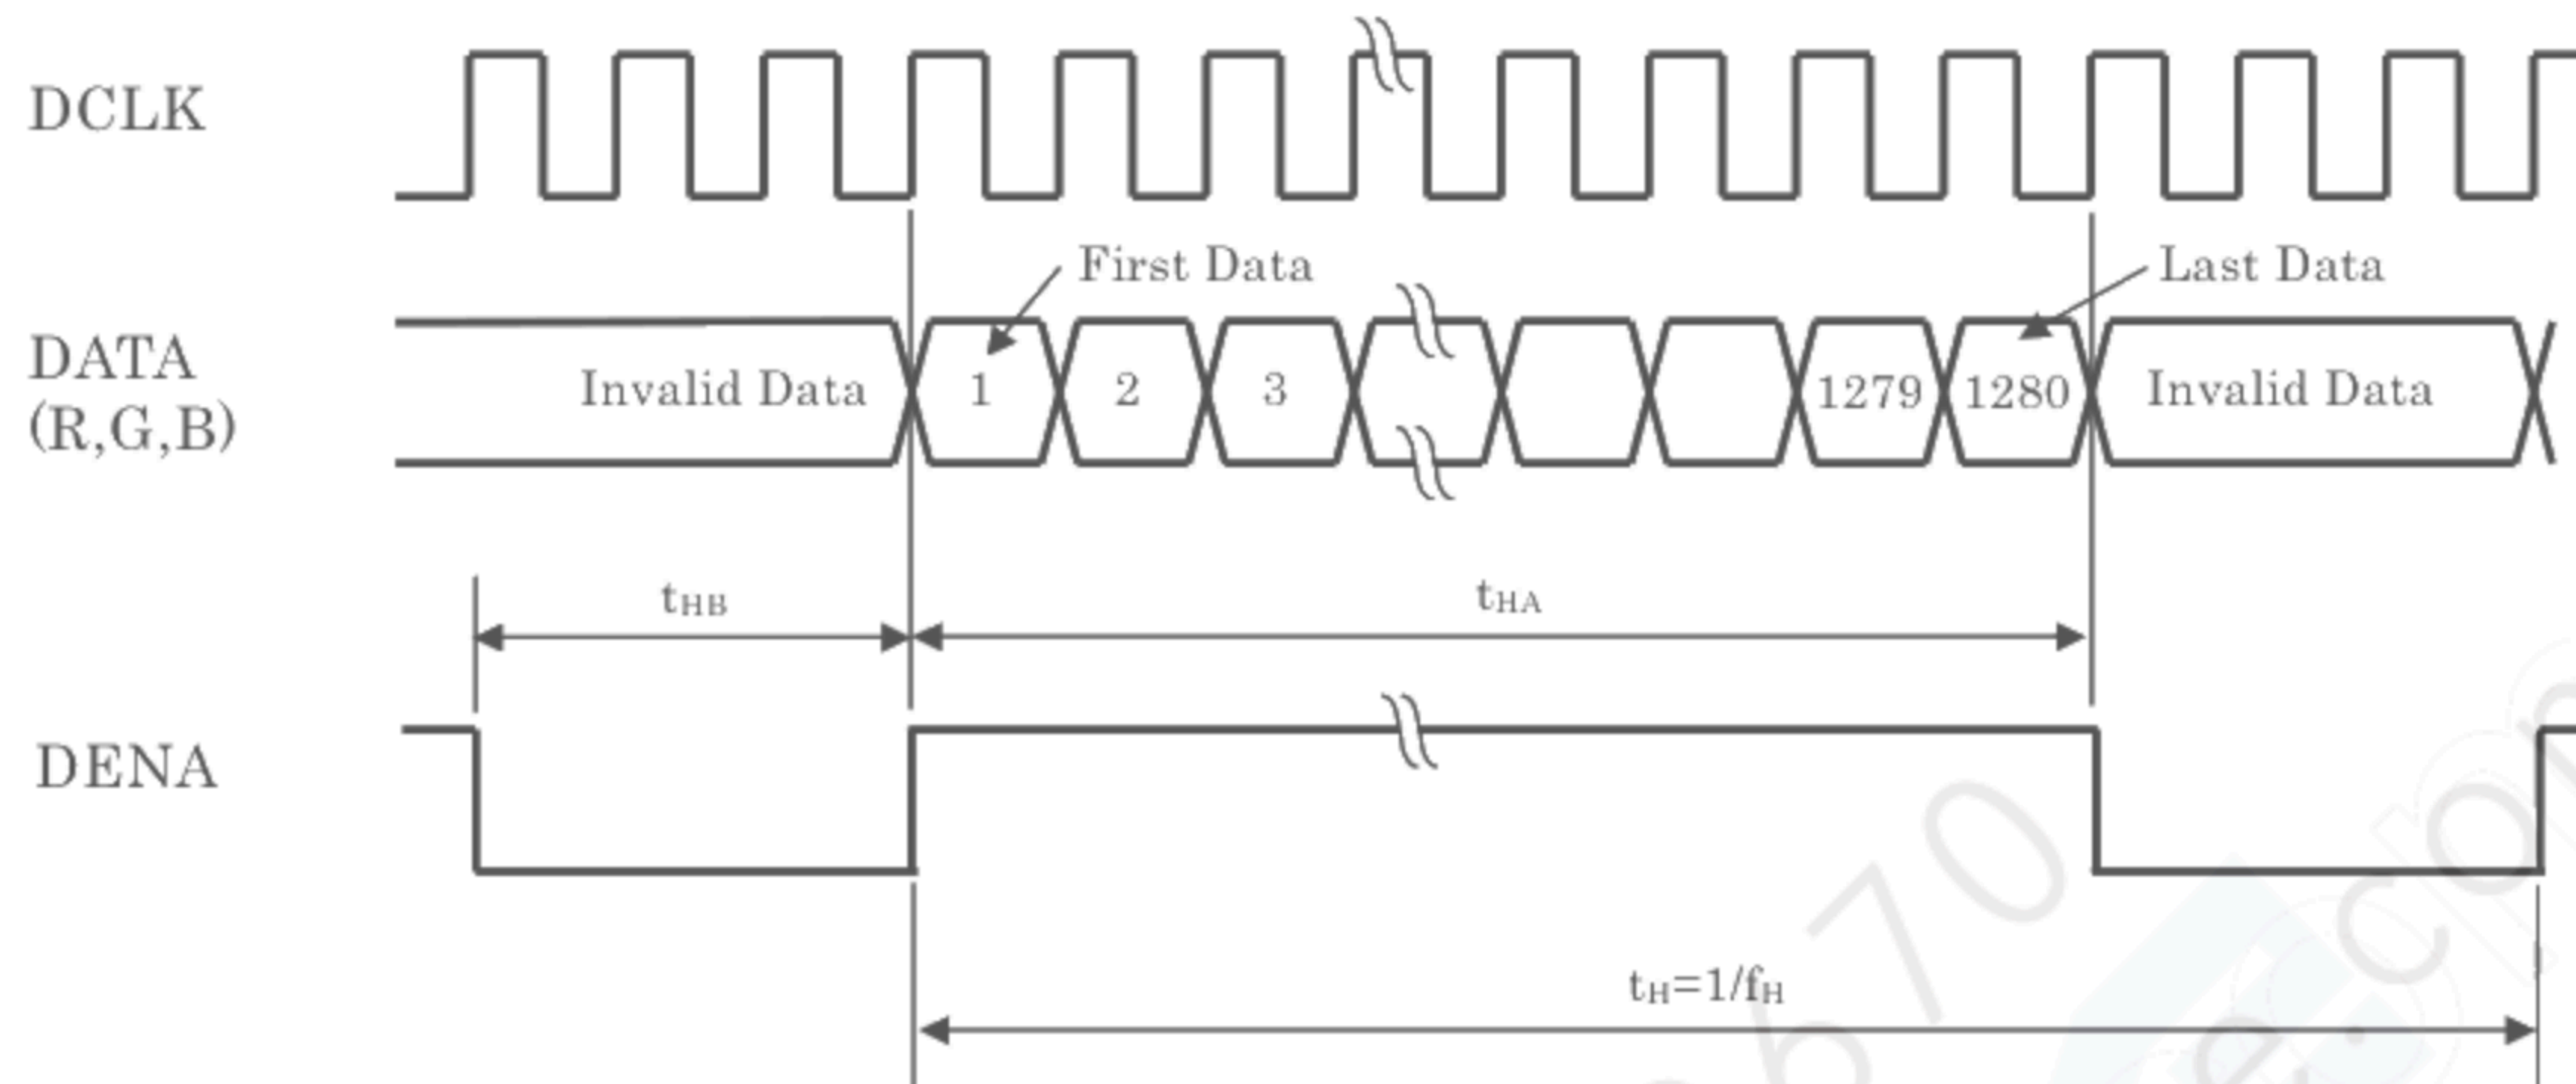 DCLK
First Data
Last Data
DATA
(R,G,B)
Invalid Data 1 2 3 1279 1280 Invalid Data
tHB
tHA
DENA
tH=1/fH